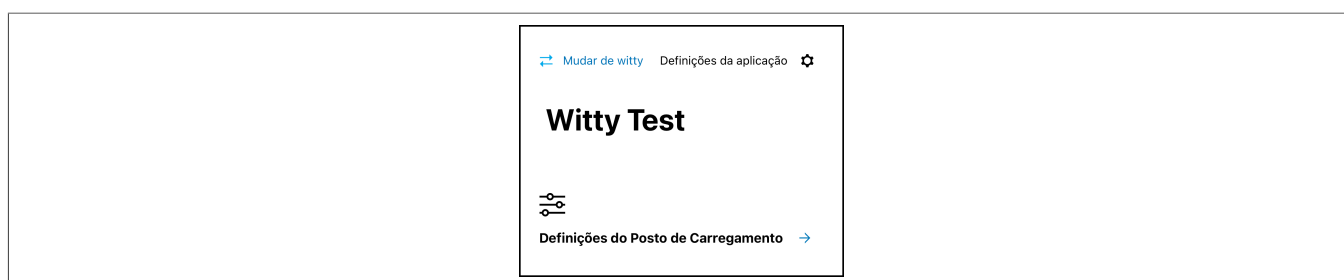 Mudar de witty Definições da aplicação
Witty Test
Definições do Posto de Carregamento